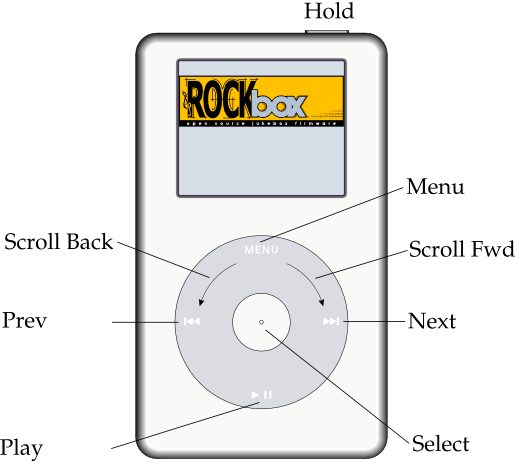 Hold
ROCKbox
open source jukebox firmware
Menu
Scroll Back
MENU
Scroll Fwd
Prev
Next
Play
Select